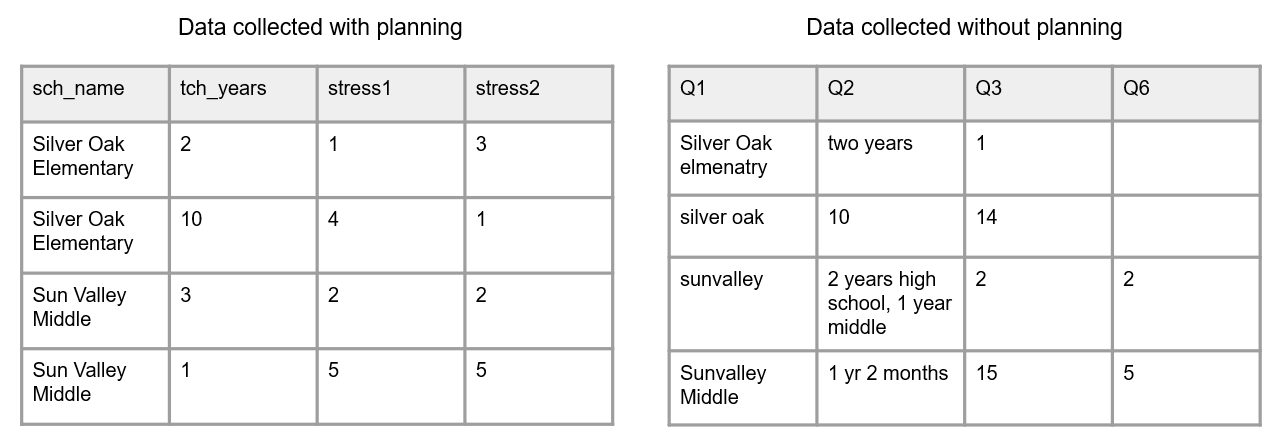 Data collected with planning
sch_name tch_years stress1 stress2
Silver Oak
Elementary 2 1 3
Silver Oak
Elementary 10 4 1
Sun Valley
Middle 3 2 2
Sun Valley
Middle 1 5 5
Data collected without planning
Q1 Q2 Q3 Q6
Silver Oak
elmenatry two years 1
silver oak 10 14
sunvalley 2 years high
school, 1 year
middle 2 2
Sunvalley
Middle 1 yr 2 months 15 5